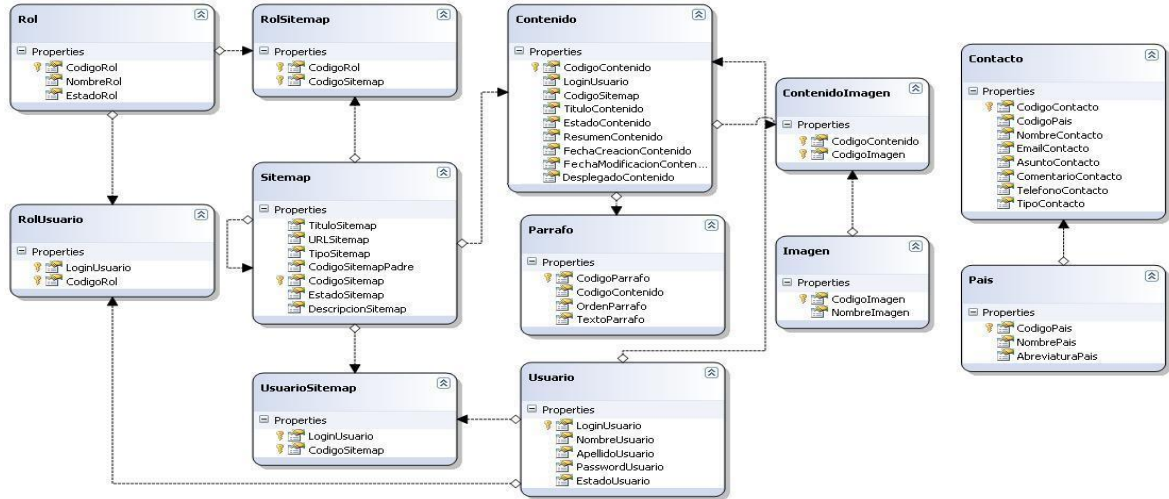 Rol
Properties
CodigoRol
NombreRol
EstadoRol
RolSitemap
Properties
CodigoRol
CodigoSitemap
Contenido
Properties
CodigoContenido
LoginUsuario
CodigoSitemap
TituloContenido
EstadoContenido
ResumenContenido
FechaCreacionContenido
FechaModificacionConten...
DesplegadoContenido
ContenidoImagen
Properties
CodigoContenido
CodigoImagen
Contacto
Properties
CodigoContacto
CodigoPais
NombreContacto
EmailContacto
AsuntoContacto
ComentarioContacto
TelefonoContacto
TipoContacto
RolUsuario
Properties
LoginUsuario
CodigoRol
Sitemap
Properties
TituloSitemap
URLSitemap
TipoSitemap
CodigoSitemapPadre
CodigoSitemap
EstadoSitemap
DescripcionSitemap
Parrafo
Properties
CodigoParrafo
CodigoContenido
OrdenParrafo
TextoParrafo
Imagen
Properties
CodigoImagen
NombreImagen
Pais
Properties
CodigoPais
NombrePais
AbreviaturaPais
UsuarioSitemap
Properties
LoginUsuario
CodigoSitemap
Usuario
Properties
LoginUsuario
NombreUsuario
ApellidoUsuario
PasswordUsuario
EstadoUsuario